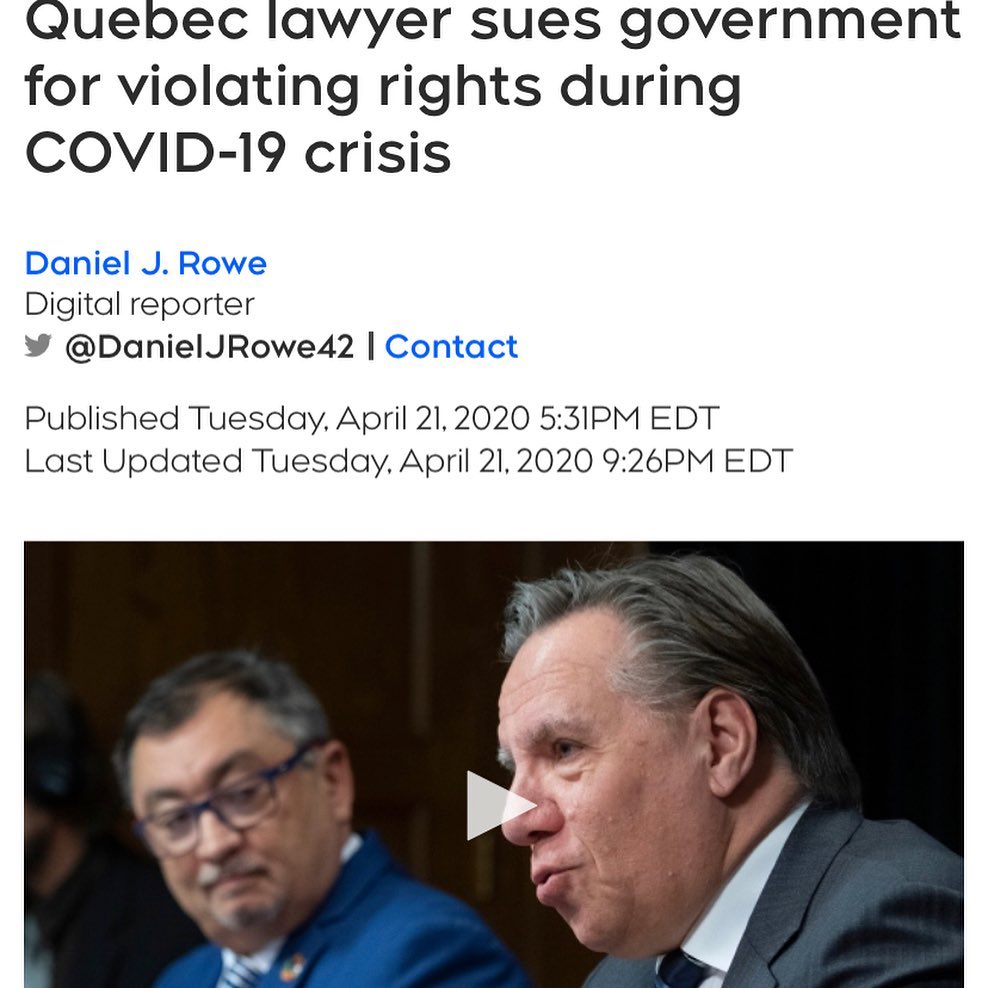 Quebec lawyer sues government
for violating rights during
COVID-19 crisis
Daniel J. Rowe
Digital reporter
@DanielJRowe42 | Contact
Published Tuesday, April 21, 2020 5:31PM EDT
Last Updated Tuesday, April 21, 2020 9:26PM EDT